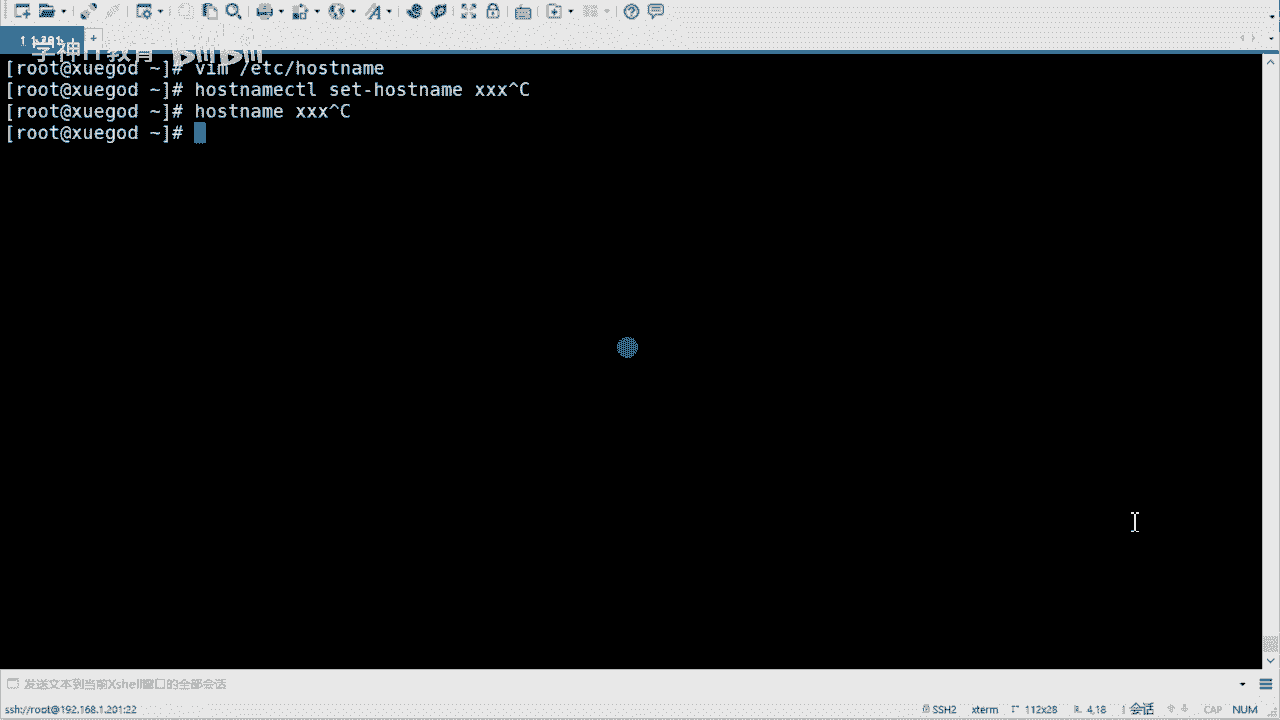 1 1.201
+
学神IT教育 bilibili
[root@xuegod ~]# vim /etc/hostname
[root@xuegod ~]# hostnamectl set-hostname xxx^C
[root@xuegod ~]# hostname xxx^C
[root@xuegod ~]#
发送文本到当前Xshell窗口的全部会话
ssh://root@192.168.1.201:22 SSH2 xterm 112x28 4,18 1 会话 CAP NUM